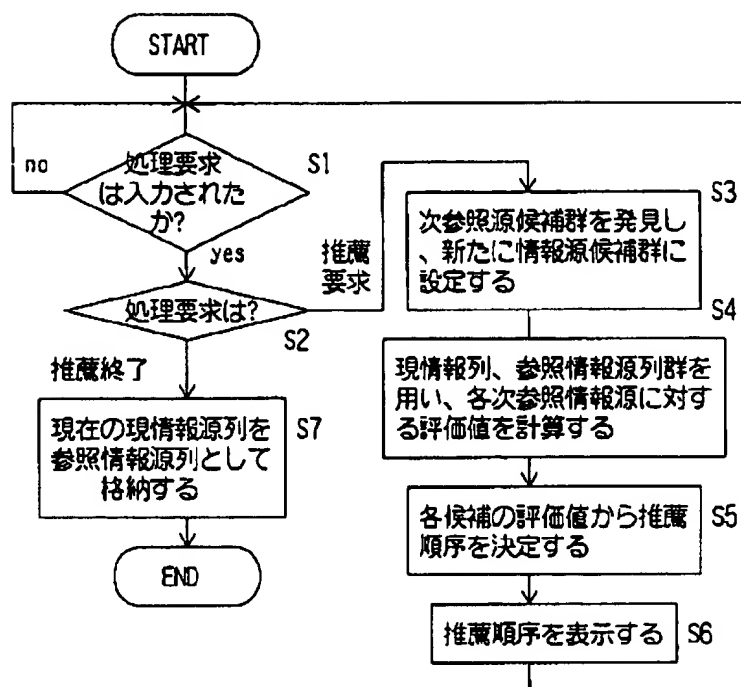 START
no
処理要求
は入力された
か?
S1
yes
処理要求は?
S2
推薦
要求
推薦終了
現在の現情報源列を
参照情報源列として
格納する
S7
END
S3
次参照源候補群を発見し
、新たに情報源候補群に
設定する
S4
現情報列、参照情報源列群を
用い、各次参照情報源に対す
る評価値を計算する
各候補の評価値から推薦
順序を決定する
S5
推薦順序を表示する
S6